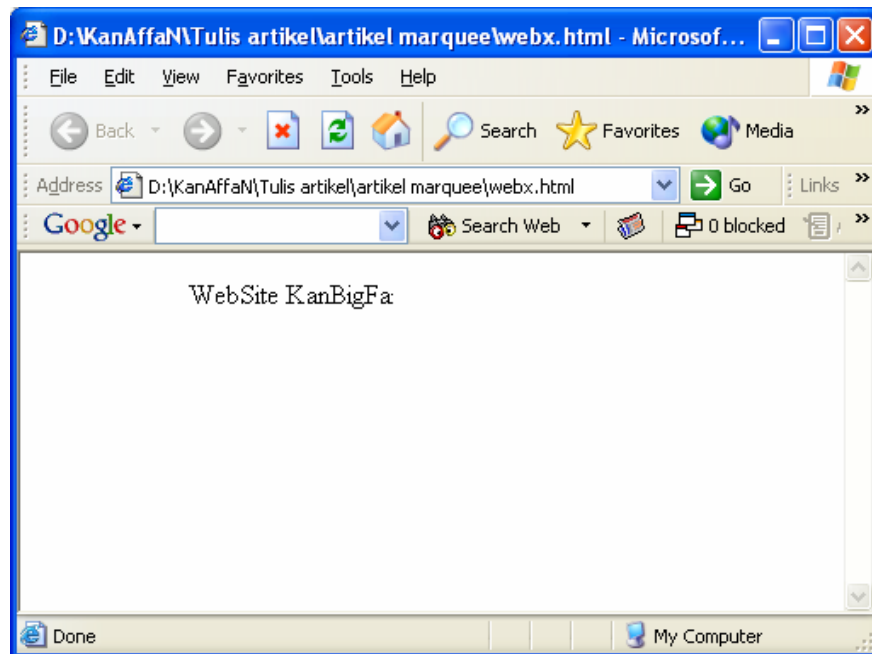 D:\KanAffaN\Tulis artikel\artikel marquee\webx.html - Microsof...
File Edit View Favorites Tools Help
Back Search Favorites Media »
Address D:\KanAffaN\Tulis artikel\artikel marquee\webx.html Go Links »
Google Search Web 0 blocked »
WebSite KanBigFa
Done My Computer